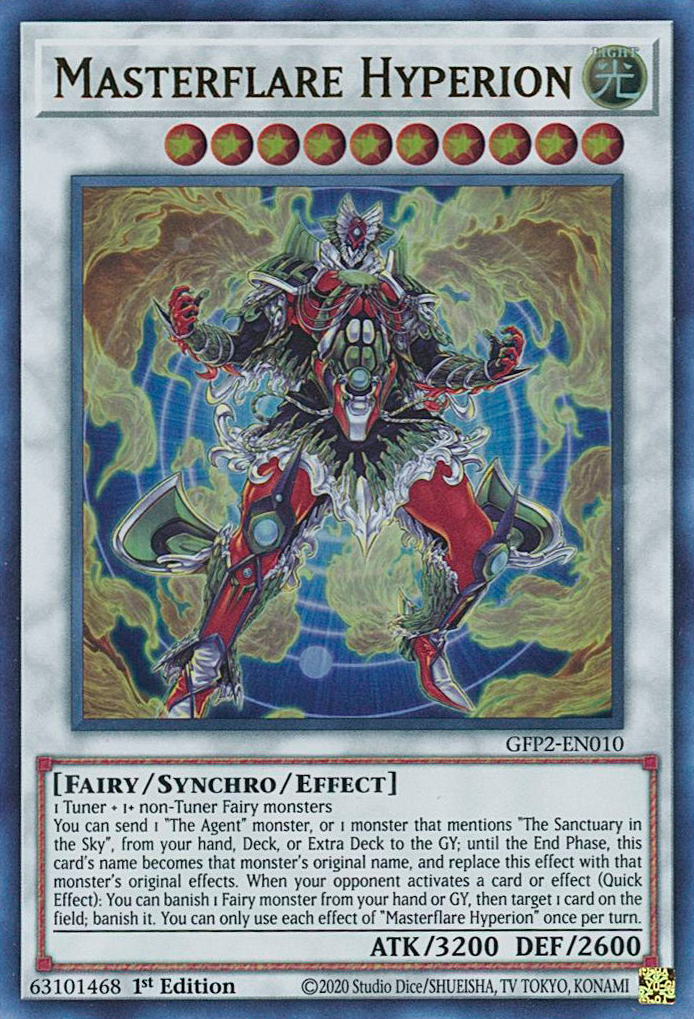 Masterflare Hyperion
LIGHT
光
GFP2-EN010
[Fairy/Synchro/Effect]
1 Tuner + 1+ non-Tuner Fairy monsters
You can send 1 "The Agent" monster, or 1 monster that mentions "The Sanctuary in
the Sky", from your hand, Deck, or Extra Deck to the GY; until the End Phase, this
card's name becomes that monster's original name, and replace this effect with that
monster's original effects. When your opponent activates a card or effect (Quick
Effect): You can banish 1 Fairy monster from your hand or GY, then target 1 card on the
field; banish it. You can only use each effect of "Masterflare Hyperion" once per turn.
ATK/3200 DEF/2600
63101468 1st Edition ©2020 Studio Dice/SHUEISHA, TV TOKYO, KONAMI